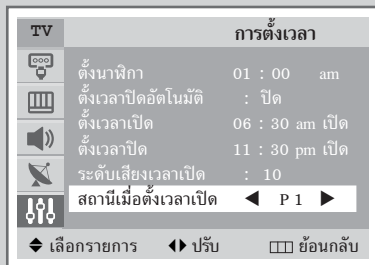 TV การตั้งเวลา
ตั้งนาฬิกา 01 : 00 am
ตั้งเวลาปิดอัตโนมัติ : ปิด
ตั้งเวลาเปิด 06 : 30 am เปิด
ตั้งเวลาปิด 11 : 30 pm เปิด
ระดับเสียงเวลาเปิด : 10
สถานีเมื่อตั้งเวลาเปิด ◀ P 1 ▶
เลือกรายการ ปรับ ย้อนกลับ